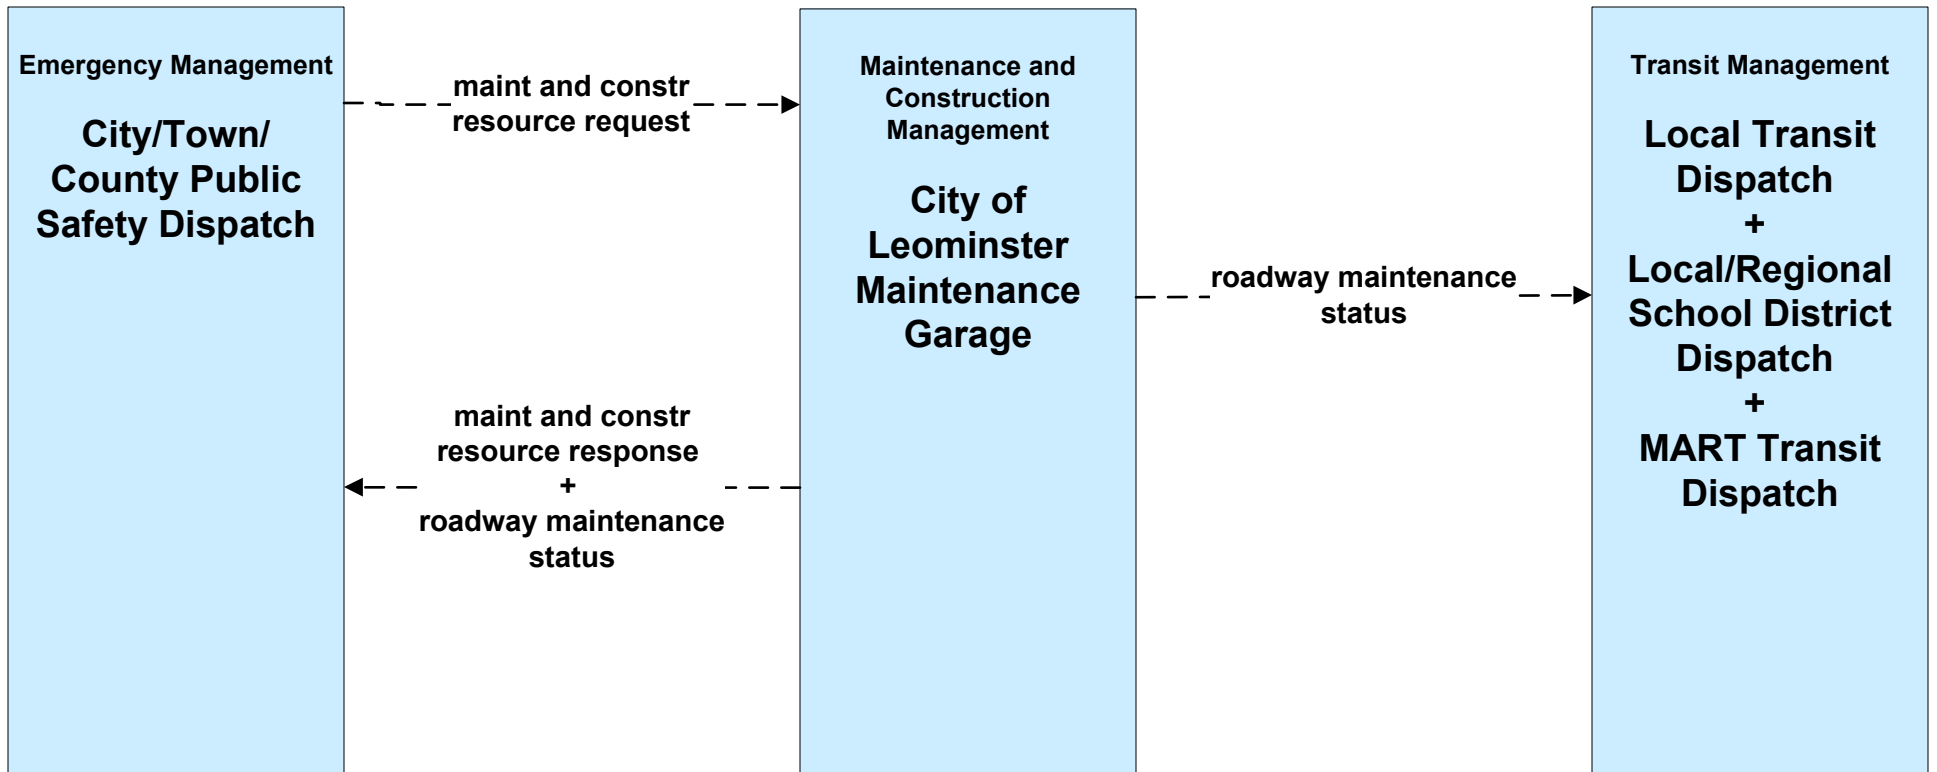 Emergency Management
City/Town/
County Public
Safety Dispatch
maint and constr
resource request
maint and constr
resource response
+
roadway maintenance
status
Maintenance and
Construction
Management
City of
Leominster
Maintenance
Garage
roadway maintenance
status
Transit Management
Local Transit
Dispatch
+
Local/Regional
School District
Dispatch
+
MART Transit
Dispatch